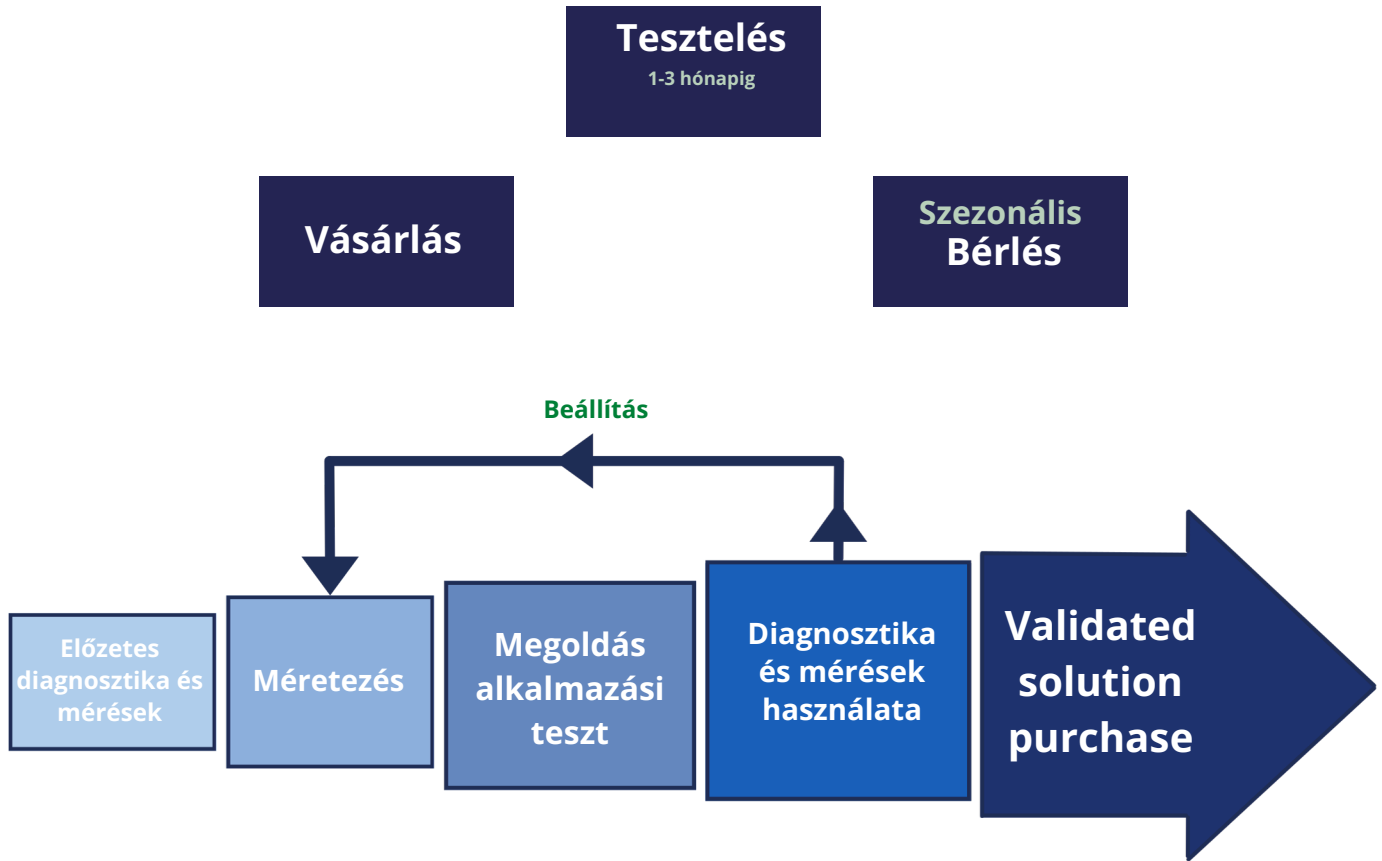 Tesztelés
1-3 hónapig
Vásárlás
Szezonális
Bérlés
Beállítás
Előzetes
diagnosztika és
mérések
Méretezés
Megoldás
alkalmazási
teszt
Diagnosztika
és mérések
használata
Validated
solution
purchase